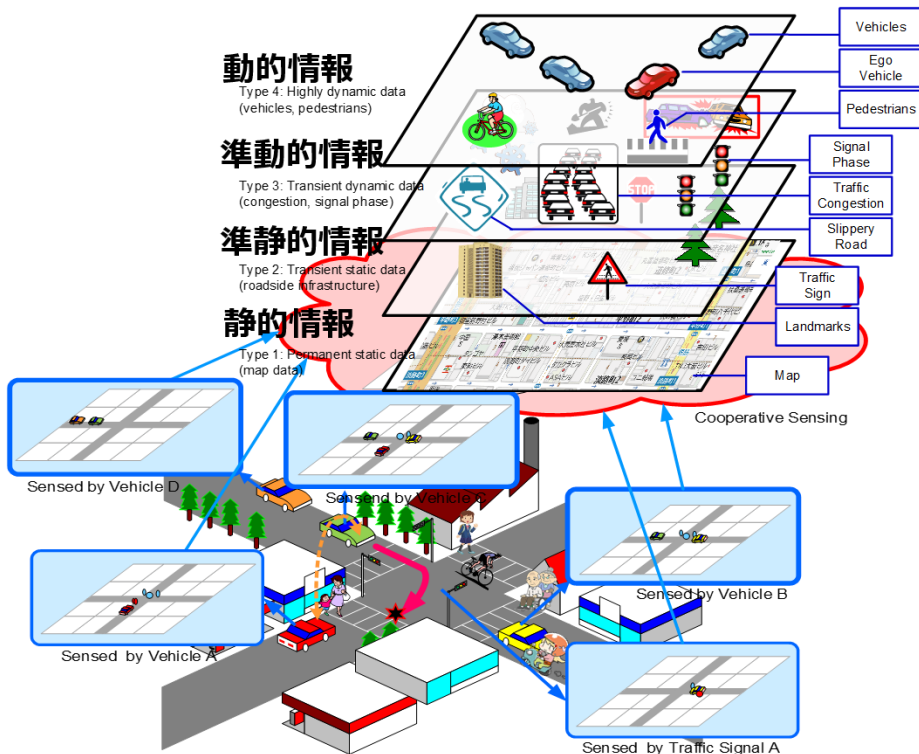 動的情報
Type 4: Highly dynamic data
(vehicles, pedestrians)
準動的情報
Type 3: Transient dynamic data
(congestion, signal phase)
準静的情報
Type 2: Transient static data
(roadside infrastructure)
静的情報
Type 1: Permanent static data
(map data)
Vehicles
Ego
Vehicle
Pedestrians
Signal
Phase
Traffic
Congestion
Slippery
Road
Traffic
Sign
Landmarks
Map
STOP
Cooperative Sensing
Sensed by Vehicle D
Sensend by Vehicle C
Sensed by Vehicle B
Sensed by Vehicle A
Sensed by Traffic Signal A